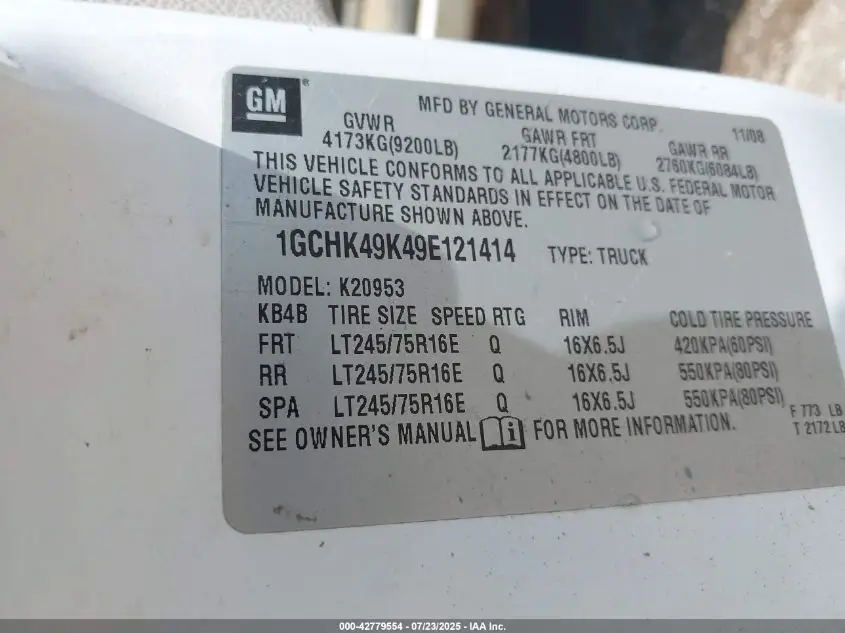 GM ®
MFD BY GENERAL MOTORS CORP. 11/08
GVWR GAWR FRT GAWR RR
4173KG(9200LB) 2177KG(4800LB) 2760KG(6084LB)
THIS VEHICLE CONFORMS TO ALL APPLICABLE U.S. FEDERAL MOTOR
VEHICLE SAFETY STANDARDS IN EFFECT ON THE DATE OF
MANUFACTURE SHOWN ABOVE.
1GCHK49K49E121414 TYPE: TRUCK
MODEL: K20953
KB4B TIRE SIZE SPEED RTG RIM COLD TIRE PRESSURE
FRT LT245/75R16E Q 16X6.5J 420KPA(60PSI)
RR LT245/75R16E Q 16X6.5J 550KPA(80PSI)
SPA LT245/75R16E Q 16X6.5J 550KPA(80PSI)
F 773 LB
SEE OWNER'S MANUAL i FOR MORE INFORMATION. T 2172 LB
000-42779554 / 07/23/2025 - IAA Inc.